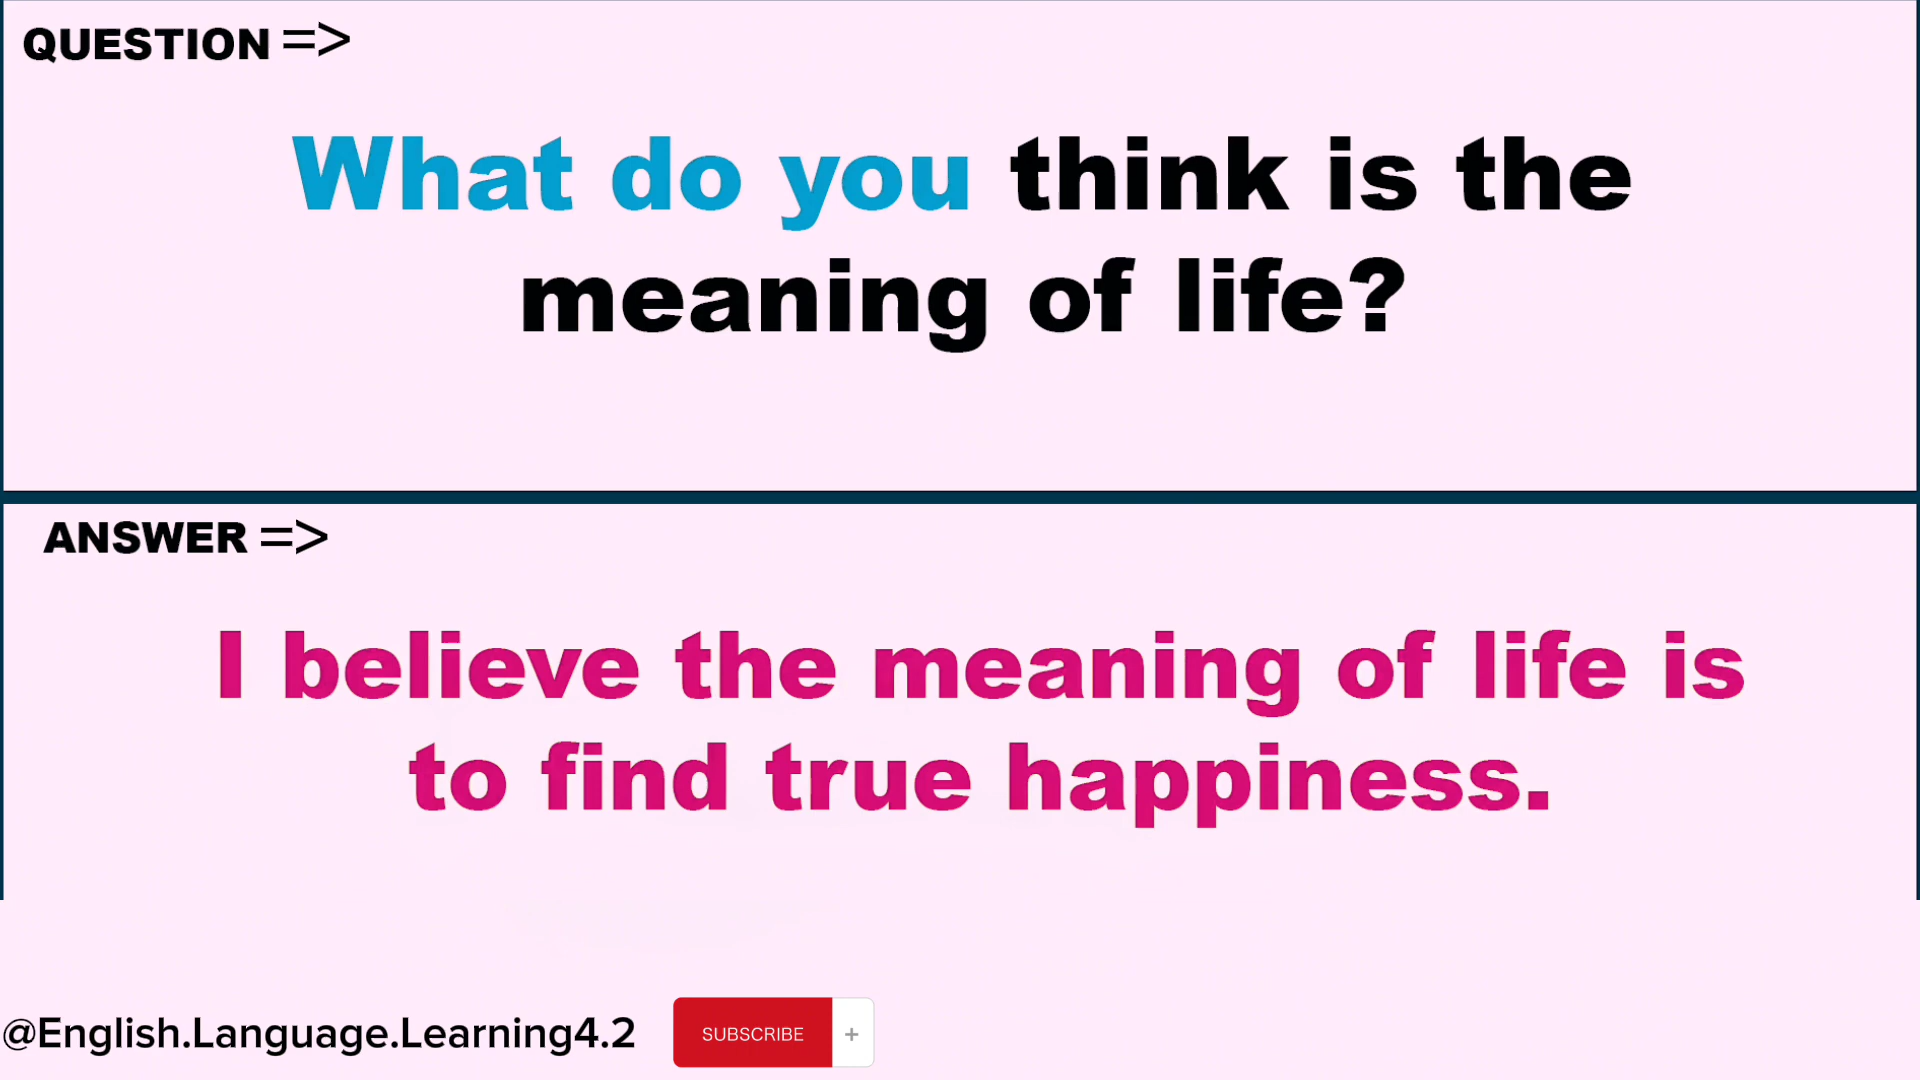 QUESTION =>
What do you think is the
meaning of life?
ANSWER =>
I believe the meaning of life is
to find true happiness.
@English.Language.Learning4.2
SUBSCRIBE +